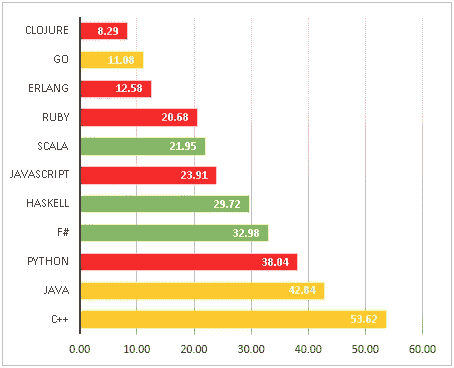 CLOJURE 8.29
GO 11.08
ERLANG 12.58
RUBY 20.68
SCALA 21.95
JAVASCRIPT 23.91
HASKELL 29.72
F# 32.98
PYTHON 38.04
JAVA 42.84
C++ 53.62
0.00 10.00 20.00 30.00 40.00 50.00 60.00